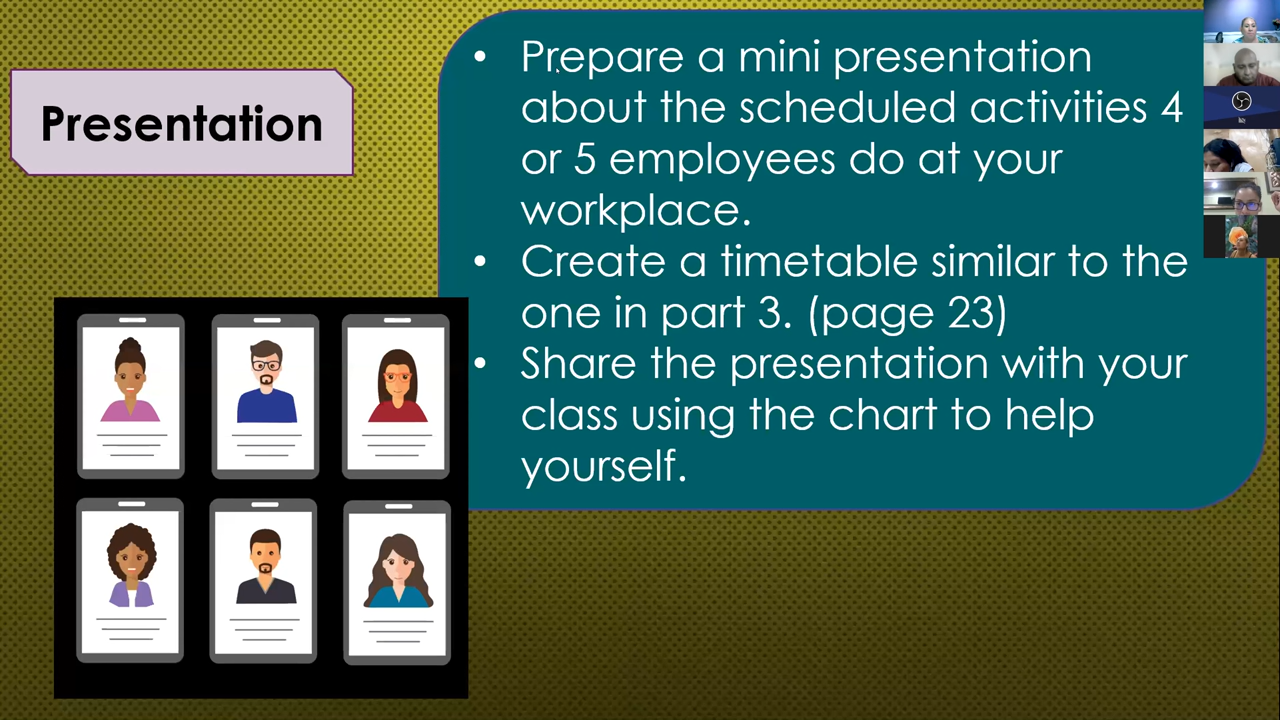 Presentation
• Prepare a mini presentation
about the scheduled activities 4
or 5 employees do at your
workplace.
• Create a timetable similar to the
one in part 3. (page 23)
• Share the presentation with your
class using the chart to help
yourself.